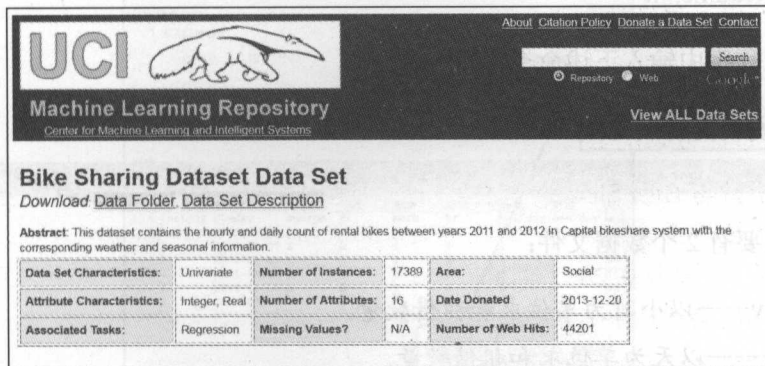 About Citation Policy Donate a Data Set Contact
UCI
Search
Repository Web Google
Machine Learning Repository
Center for Machine Learning and Intelligent Systems
View ALL Data Sets
Bike Sharing Dataset Data Set
Download: Data Folder, Data Set Description
Abstract: This dataset contains the hourly and daily count of rental bikes between years 2011 and 2012 in Capital bikeshare system with the
corresponding weather and seasonal information.
Data Set Characteristics: Univariate Number of Instances: 17389 Area: Social
Attribute Characteristics: Integer, Real Number of Attributes: 16 Date Donated 2013-12-20
Associated Tasks: Regression Missing Values? N/A Number of Web Hits: 44201